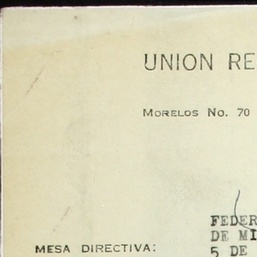 UNION RE
MORELOS No. 70
FEDER
DE MI
MESA DIRECTIVA:
5 DE